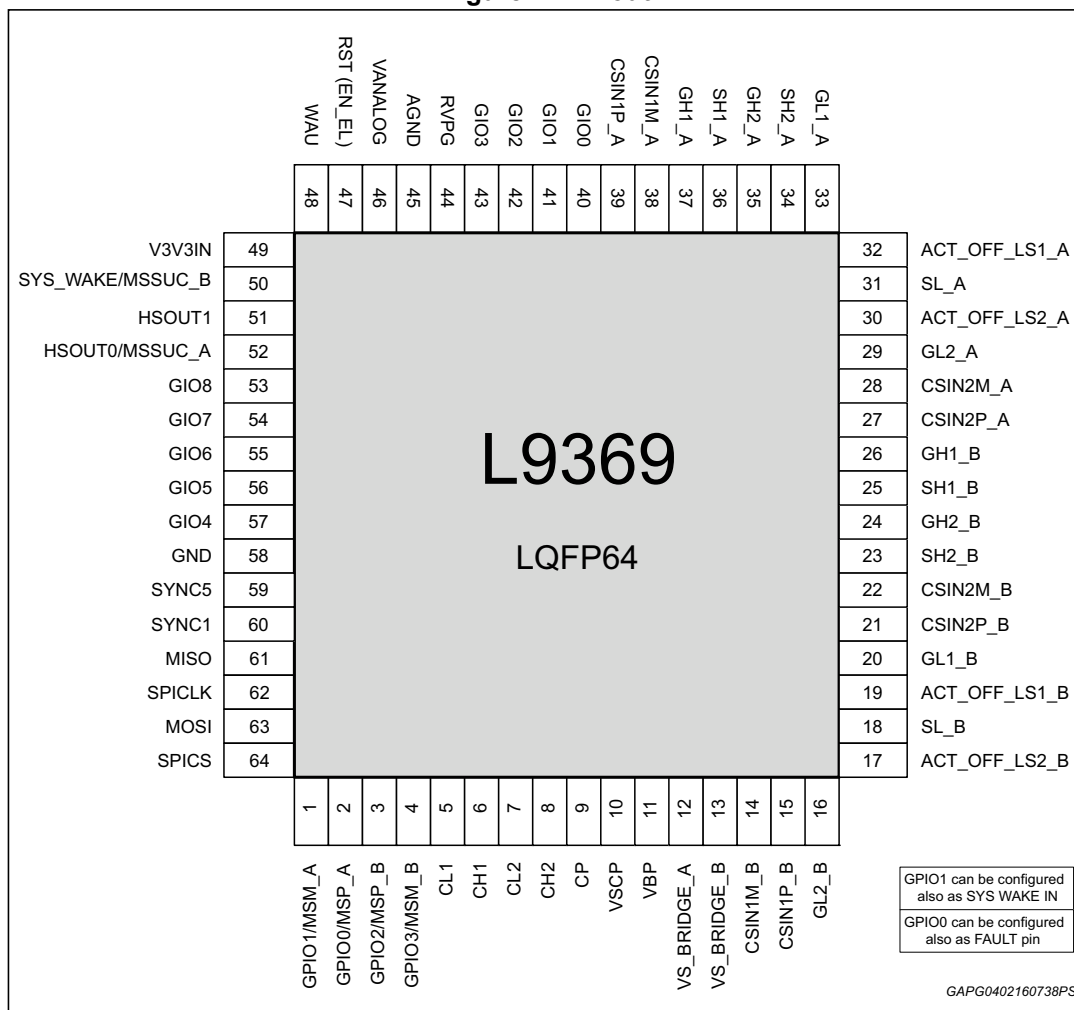 WAU
RST (EN_EL)
VANALOG
AGND
RVPG
GIO3
GIO2
GIO1
GIO0
CSIN1P_A
CSIN1M_A
GH1_A
SH1_A
GH2_A
SH2_A
GL1_A
48 47 46 45 44 43 42 41 40 39 38 37 36 35 34 33
V3V3IN 49 32 ACT_OFF_LS1_A
SYS_WAKE/MSSUC_B 50 31 SL_A
HSOUT1 51 30 ACT_OFF_LS2_A
HSOUT0/MSSUC_A 52 29 GL2_A
GIO8 53 28 CSIN2M_A
GIO7 54 27 CSIN2P_A
GIO6 55 26 GH1_B
GIO5 56 25 SH1_B
GIO4 57 24 GH2_B
GND 58 23 SH2_B
SYNC5 59 22 CSIN2M_B
SYNC1 60 21 CSIN2P_B
MISO 61 20 GL1_B
SPICLK 62 19 ACT_OFF_LS1_B
MOSI 63 18 SL_B
SPICS 64 17 ACT_OFF_LS2_B
L9369
LQFP64
1 2 3 4 5 6 7 8 9 10 11 12 13 14 15 16
GPIO1/MSM_A
GPIO0/MSP_A
GPIO2/MSP_B
GPIO3/MSM_B
CL1
CH1
CL2
CH2
CP
VSCP
VBP
VS_BRIDGE_A
VS_BRIDGE_B
CSIN1M_B
CSIN1P_B
GL2_B
GPIO1 can be configured
also as SYS WAKE IN
GPIO0 can be configured
also as FAULT pin
GAPG0402160738PS